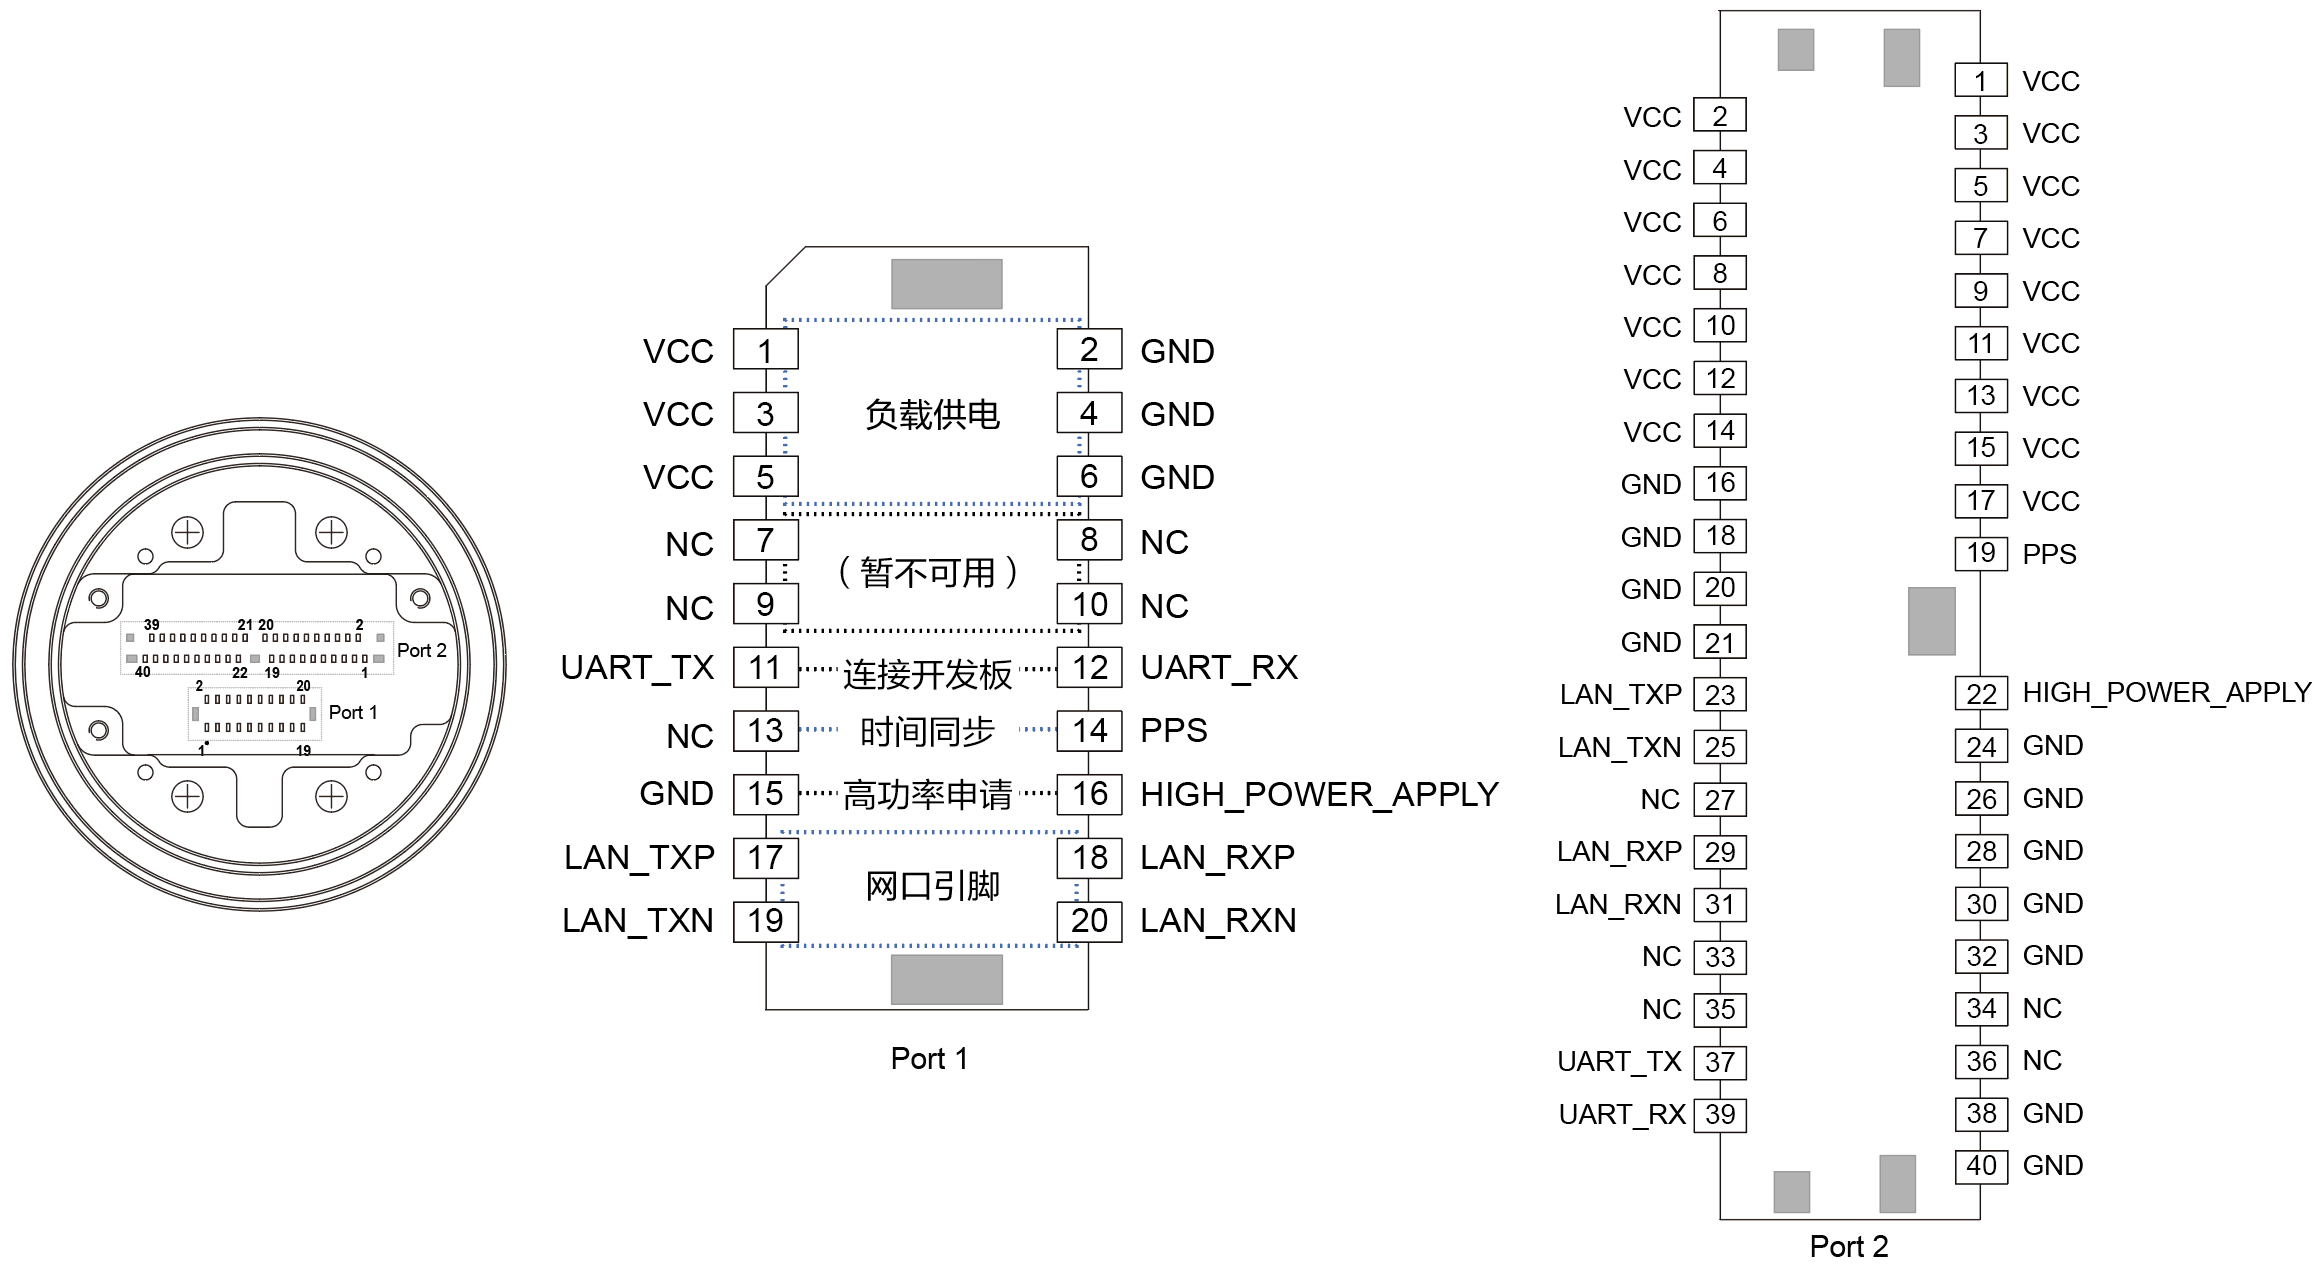 39 21 20 2
Port 2
40 22 19 1
2 20
Port 1
1 19
VCC 1 2 GND
负载供电
VCC 3 4 GND
VCC 5 6 GND
NC 7 8 NC
（暂不可用）
NC 9 10 NC
UART_TX 11 连接开发板 12 UART_RX
NC 13 时间同步 14 PPS
GND 15 高功率申请 16 HIGH_POWER_APPLY
LAN_TXP 17 18 LAN_RXP
网口引脚
LAN_TXN 19 20 LAN_RXN
Port 1
1 VCC
VCC 2
3 VCC
VCC 4
5 VCC
VCC 6
7 VCC
VCC 8
9 VCC
VCC 10
11 VCC
VCC 12
13 VCC
VCC 14
15 VCC
GND 16
17 VCC
GND 18
19 PPS
GND 20
GND 21
LAN_TXP 23
22 HIGH_POWER_APPLY
LAN_TXN 25
24 GND
NC 27
26 GND
LAN_RXP 29
28 GND
LAN_RXN 31
30 GND
NC 33
32 GND
NC 35
34 NC
UART_TX 37
36 NC
UART_RX 39
38 GND
40 GND
Port 2